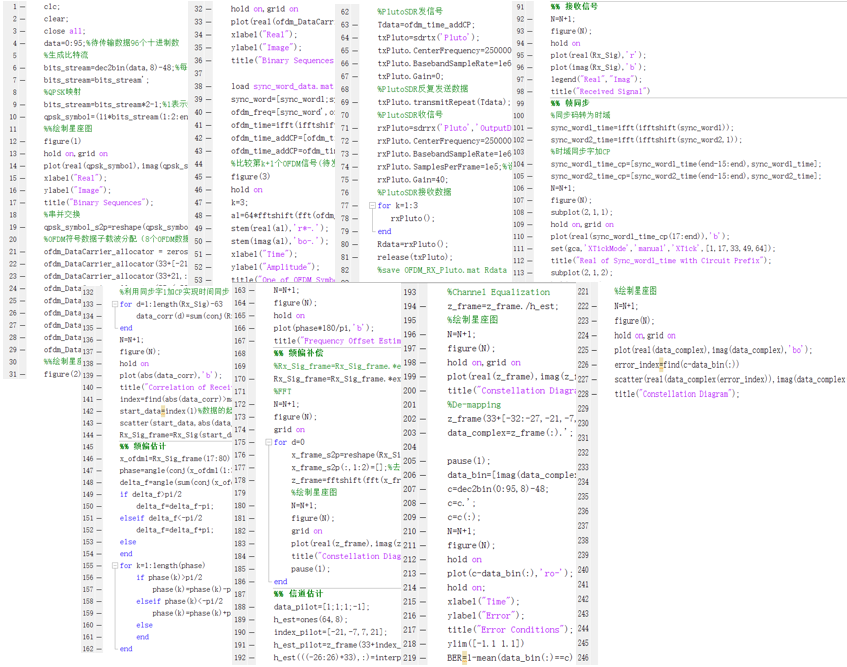 1 clc;
2 clear;
3 close all;
4 data=0:95;%待传输数据96个十进制数
5 %生成比特流
6 bits_stream=dec2bin(data,8)-48;%每
7 bits_stream=bits_stream';
8 %QPSK映射
9 bits_stream=bits_stream*2-1;%1表示
10 qpsk_symbol=(1i*bits_stream(1:2:en
11 %%绘制星座图
12 figure(1)
13 hold on,grid on
14 plot(real(qpsk_symbol),imag(qpsk_s
15 xlabel("Real");
16 ylabel("Image");
17 title("Binary Sequences");
18 %串并交换
19 qpsk_symbol_s2p=reshape(qpsk_symbo
20 %OFDM符号数据子载波分配（8个OFDM数据
21 ofdm_DataCarrier_allocator = zeros
22 ofdm_DataCarrier_allocator(33+[-21
23 ofdm_DataCarrier_allocator(33+21,:
24 ofdm_Data
25 ofdm_Data
26 ofdm_Data
27 ofdm_Data
28 ofdm_Data
29 ofdm_Data
30 %%绘制星座
31 figure(2)
32 hold on,grid on
33 plot(real(ofdm_DataCarr
34 xlabel("Real");
35 ylabel("Image");
36 title("Binary Sequences
37
38 load sync_word_data.mat
39 sync_word=[sync_word1;s
40 ofdm_freq=[sync_word',o
41 ofdm_time=ifft(ifftshif
42 ofdm_time_addCP=[ofdm_t
43 ofdm_time_addCP=ofdm_ti
44 %比较第k+1个OFDM信号(待发
45 figure(3)
46 hold on
47 k=3;
48 a1=64*fftshift(fft(ofdm_
49 stem(real(a1),'r*-.');
50 stem(imag(a1),'bo-.');
51 xlabel("Time");
52 ylabel("Amplitude");
53 title("One of OFDM Symbo
62 %PlutoSDR发信号
63 Tdata=ofdm_time_addCP;
64 txPluto=sdrtx('Pluto');
65 txPluto.CenterFrequency=250000
66 txPluto.BasebandSampleRate=1e6
67 txPluto.Gain=0;
68 %PlutoSDR反复发送数据
69 txPluto.transmitRepeat(Tdata);
70 %PlutoSDR收信号
71 rxPluto=sdrrx('Pluto','OutputD
72 rxPluto.CenterFrequency=250000
73 rxPluto.BasebandSampleRate=1e6
74 rxPluto.SamplesPerFrame=1e5;%设
75 rxPluto.Gain=40;
76 %PlutoSDR接收数据
77 for k=1:3
78 rxPluto();
79 end
80 Rdata=rxPluto();
81 release(txPluto);
82 %save OFDM_RX_Pluto.mat Rdata
91 %% 接收信号
92 N=N+1;
93 figure(N);
94 hold on
95 plot(real(Rx_Sig),'r');
96 plot(imag(Rx_Sig),'b');
97 legend("Real","Imag");
98 title("Received Signal")
99 %% 帧同步
100 %同步码转为时域
101 sync_word1_time=ifft(ifftshift(sync_word1));
102 sync_word2_time=ifft(ifftshift(sync_word2,1));
103 %时域同步字加CP
104 sync_word1_time_cp=[sync_word1_time(end-15:end),sync_word1_time];
105 sync_word2_time_cp=[sync_word2_time(end-15:end),sync_word2_time];
106 N=N+1;
107 figure(N);
108 subplot(2,1,1);
109 hold on,grid on
110 plot(real(sync_word1_time_cp(17:end)),'b');
111 set(gca,'XTickMode','manual','XTick',[1,17,33,49,64]);
112 title("Real of Sync_word1_time with Circuit Prefix");
113 subplot(2,1,2);
132 %利用同步字1加CP实现时间同步
133 for d=1:length(Rx_Sig)-63
134 data_corr(d)=sum(conj(R
135 end
136 N=N+1;
137 figure(N);
138 hold on
139 plot(abs(data_corr),'b');
140 title("Correlation of Recei
141 index=find(abs(data_corr)>m
142 start_data=index(1)%数据的起
143 scatter(start_data,abs(data_
144 Rx_Sig_frame=Rx_Sig(start_d
145 %% 频偏估计
146 x_ofdm1=Rx_Sig_frame(17:80)
147 phase=angle(conj(x_ofdm1(1:
148 delta_f=angle(sum(conj(x_of
149 if delta_f>pi/2
150 delta_f=delta_f-pi;
151 elseif delta_f<-pi/2
152 delta_f=delta_f+pi;
153 else
154 end
155 for k=1:length(phase)
156 if phase(k)>pi/2
157 phase(k)=phase(k)-p
158 elseif phase(k)<-pi/2
159 phase(k)=phase(k)+p
160 else
161 end
162 end
163 N=N+1;
164 figure(N);
165 hold on
166 plot(phase*180/pi,'b');
167 title("Frequency Offset Estim
168 %% 频偏补偿
169 %Rx_Sig_frame=Rx_Sig_frame.*e
170 Rx_Sig_frame=Rx_Sig_frame.*ex
171 %FFT
172 N=N+1;
173 figure(N);
174 grid on
175 for d=0
176 x_frame_s2p=reshape(Rx_Si
177 x_frame_s2p(:,1:2)=[];%去
178 z_frame=fftshift(fft(x_fr
179 %绘制星座图
180 N=N+1;
181 figure(N);
182 grid on
183 plot(real(z_frame),imag(z
184 title("Constellation Diag
185 pause(1);
186 end
187 %% 信道估计
188 data_pilot=[1;1;1;-1];
189 h_est=ones(64,8);
190 index_pilot=[-21,-7,7,21];
191 h_est_pilot=z_frame(33+index_
192 h_est(((-26:26)+33),:)=interp
193 %Channel Equalization
194 z_frame=z_frame./h_est;
195 %绘制星座图
196 N=N+1;
197 figure(N);
198 hold on,grid on
199 plot(real(z_frame),imag(z_
200 title("Constellation Diagr
201 %De-mapping
202 z_frame(33+[-32:-27,-21,-7
203 data_complex=z_frame(:).';
204
205 pause(1);
206 data_bin=[imag(data_comple
207 c=dec2bin(0:95,8)-48;
208 c=c.';
209 c=c(:);
210 N=N+1;
211 figure(N);
212 hold on
213 plot(c-data_bin(:),'ro-');
214 hold on;
215 xlabel("Time");
216 ylabel("Error");
217 title("Error Conditions");
218 ylim([-1.1 1.1])
219 BER=1-mean(data_bin(:)==c)
221 %绘制星座图
222 N=N+1;
223 figure(N);
224 hold on,grid on
225 plot(real(data_complex),imag(data_complex),'bo');
226 error_index=find(c-data_bin(:))
227 scatter(real(data_complex(error_index)),imag(data_complex
228 title("Constellation Diagram");
229
230
231
232
233
234
235
236
237
238
239
240
241
242
243
244
245
246